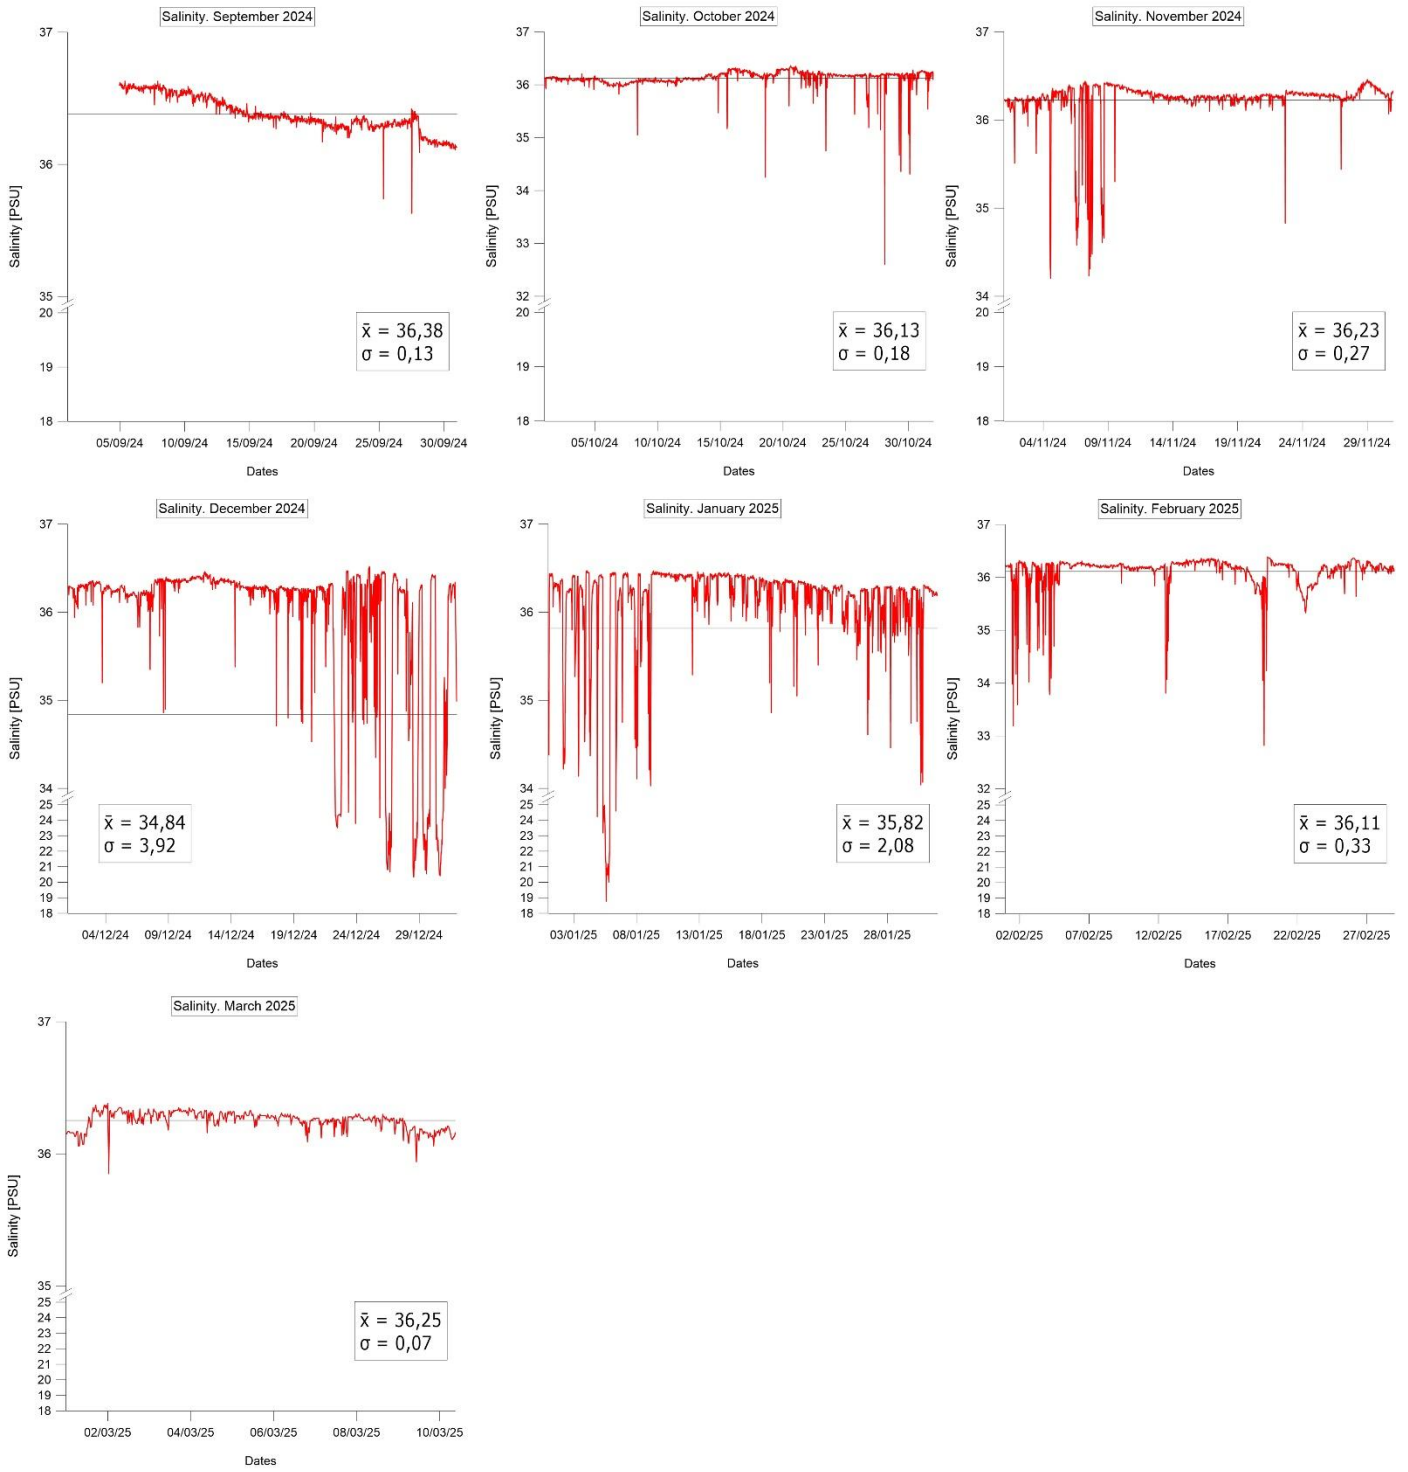 Salinity. September 2024
37
36
35
20
19
18
Salinity [PSU]
x̄ = 36,38
σ = 0,13
05/09/24 10/09/24 15/09/24 20/09/24 25/09/24 30/09/24
Dates
Salinity. October 2024
37
36
35
34
33
32
20
19
18
Salinity [PSU]
x̄ = 36,13
σ = 0,18
05/10/24 10/10/24 15/10/24 20/10/24 25/10/24 30/10/24
Dates
Salinity. November 2024
37
36
35
34
20
19
18
Salinity [PSU]
x̄ = 36,23
σ = 0,27
04/11/24 09/11/24 14/11/24 19/11/24 24/11/24 29/11/24
Dates
Salinity. December 2024
37
36
35
34
25
24
23
22
21
20
19
18
Salinity [PSU]
x̄ = 34,84
σ = 3,92
04/12/24 09/12/24 14/12/24 19/12/24 24/12/24 29/12/24
Dates
Salinity. January 2025
37
36
35
34
25
24
23
22
21
20
19
18
Salinity [PSU]
x̄ = 35,82
σ = 2,08
03/01/25 08/01/25 13/01/25 18/01/25 23/01/25 28/01/25
Dates
Salinity. February 2025
37
36
35
34
33
32
25
24
23
22
21
20
19
18
Salinity [PSU]
x̄ = 36,11
σ = 0,33
02/02/25 07/02/25 12/02/25 17/02/25 22/02/25 27/02/25
Dates
Salinity. March 2025
37
36
35
25
24
23
22
21
20
19
18
Salinity [PSU]
x̄ = 36,25
σ = 0,07
02/03/25 04/03/25 06/03/25 08/03/25 10/03/25
Dates